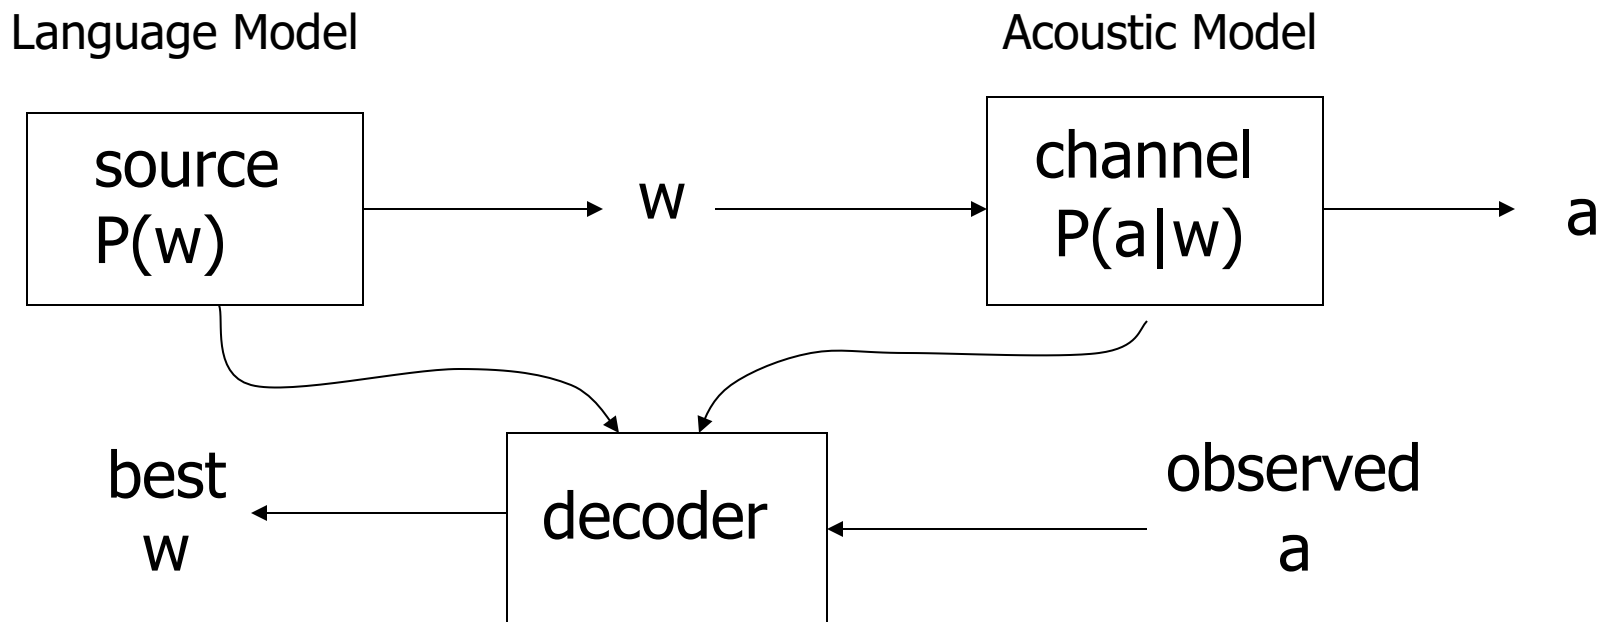 Language Model
Acoustic Model
source
P(w)
w
channel
P(a|w)
a
best
w
decoder
observed
a